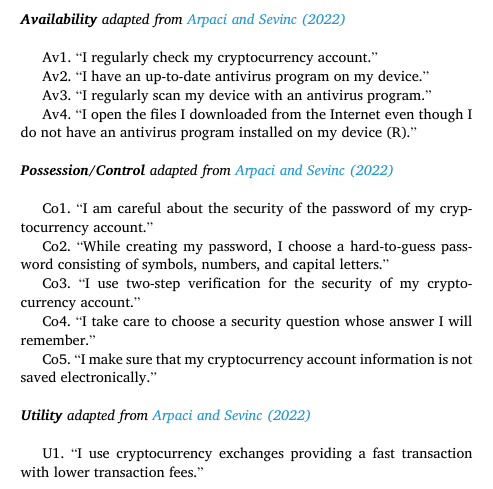 Availability adapted from Arpaci and Sevinc (2022)
Av1. “I regularly check my cryptocurrency account.”
Av2. “I have an up-to-date antivirus program on my device.”
Av3. “I regularly scan my device with an antivirus program.”
Av4. “I open the files I downloaded from the Internet even though I
do not have an antivirus program installed on my device (R).”
Possession/Control adapted from Arpaci and Sevinc (2022)
Co1. “I am careful about the security of the password of my cryp-
tocurrency account.”
Co2. “While creating my password, I choose a hard-to-guess pass-
word consisting of symbols, numbers, and capital letters.”
Co3. “I use two-step verification for the security of my crypto-
currency account.”
Co4. “I take care to choose a security question whose answer I will
remember.”
Co5. “I make sure that my cryptocurrency account information is not
saved electronically.”
Utility adapted from Arpaci and Sevinc (2022)
U1. “I use cryptocurrency exchanges providing a fast transaction
with lower transaction fees.”